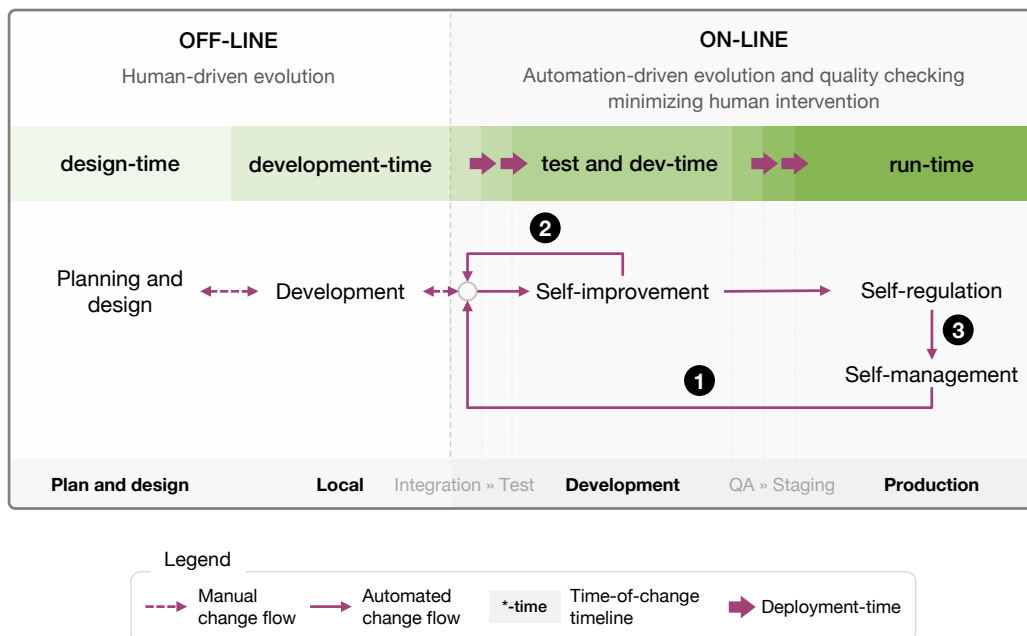 OFF-LINE
Human-driven evolution
ON-LINE
Automation-driven evolution and quality checking
minimizing human intervention
design-time
development-time
test and dev-time
run-time
2
Planning and
design
Development
Self-improvement
Self-regulation
3
Self-management
1
Plan and design
Local
Integration » Test
Development
QA » Staging
Production
Legend
Manual
change flow
Automated
change flow
*-time
Time-of-change
timeline
Deployment-time